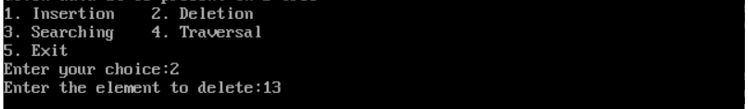 1. Insertion 2. Deletion
3. Searching 4. Traversal
5. Exit
Enter your choice:2
Enter the element to delete:13